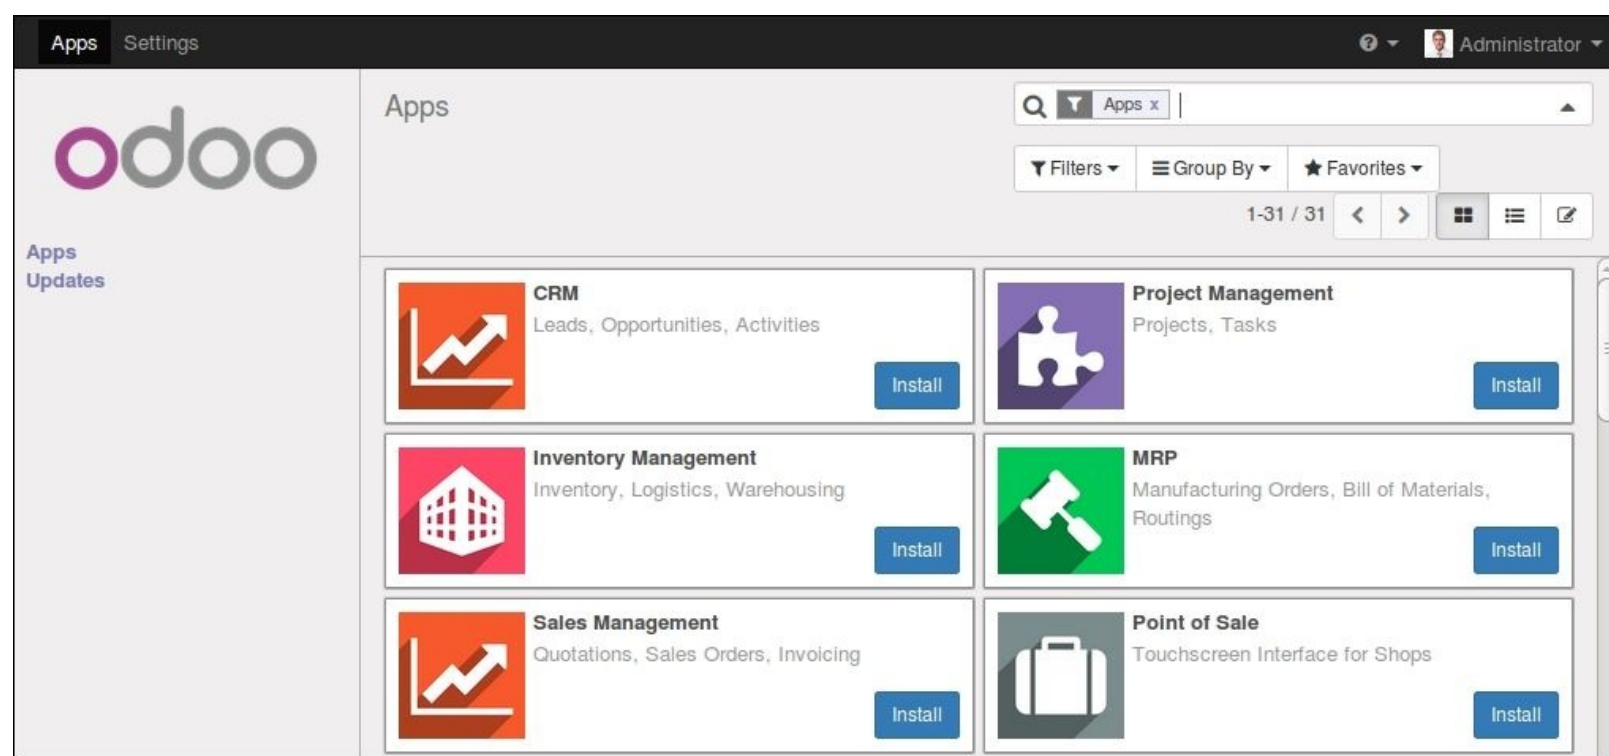 Apps Settings
Administrator
odoo
Apps
Apps x
Filters Group By Favorites
1-31 / 31
Apps
Updates
CRM
Leads, Opportunities, Activities
Install
Project Management
Projects, Tasks
Install
Inventory Management
Inventory, Logistics, Warehousing
Install
MRP
Manufacturing Orders, Bill of Materials,
Routings
Install
Sales Management
Quotations, Sales Orders, Invoicing
Install
Point of Sale
Touchscreen Interface for Shops
Install